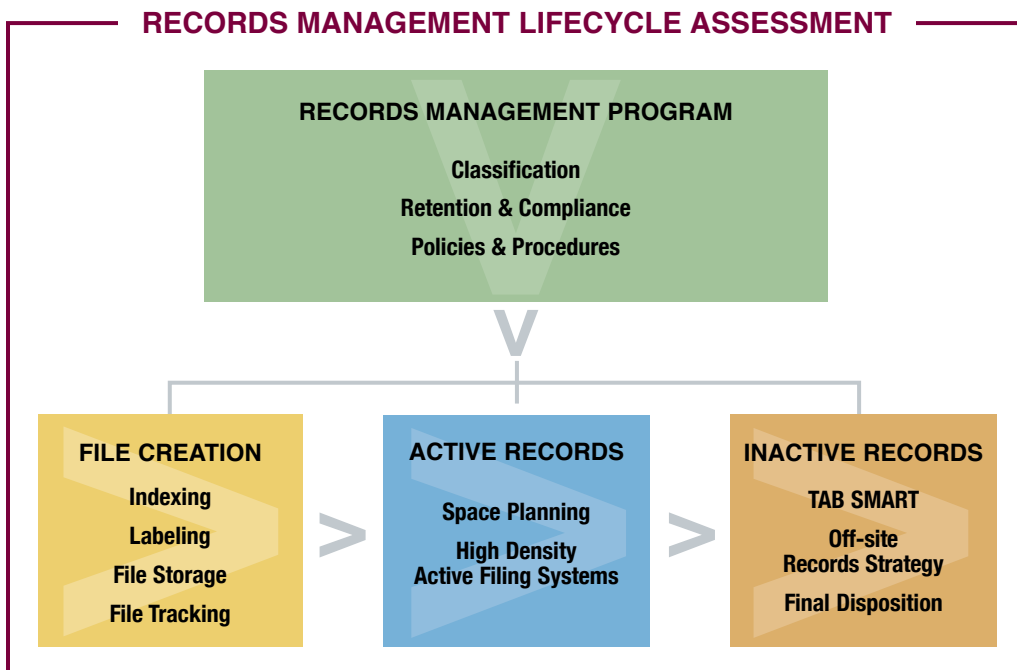 RECORDS MANAGEMENT LIFECYCLE ASSESSMENT
RECORDS MANAGEMENT PROGRAM
Classification
Retention & Compliance
Policies & Procedures
FILE CREATION
Indexing
Labeling
File Storage
File Tracking
ACTIVE RECORDS
Space Planning
High Density
Active Filing Systems
INACTIVE RECORDS
TAB SMART
Off-site
Records Strategy
Final Disposition